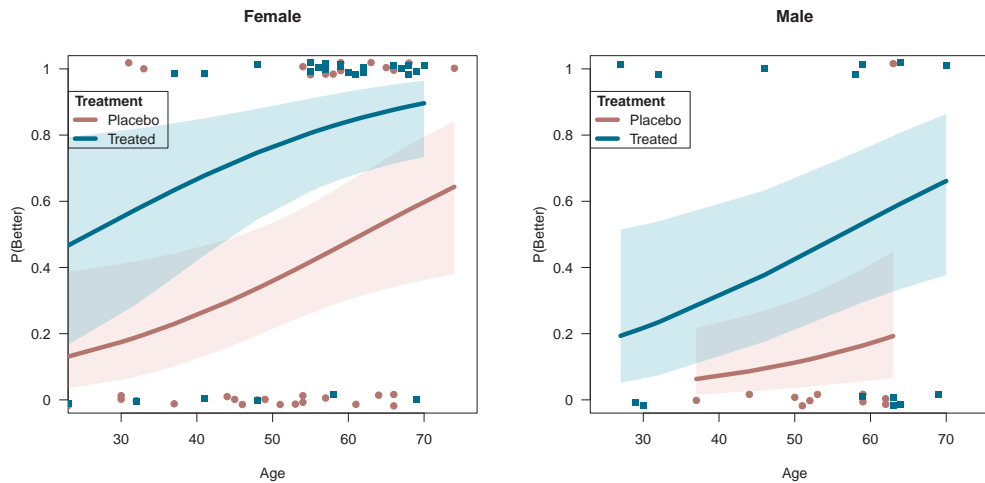 Female
P(Better)
1
0.8
0.6
0.4
0.2
0
Treatment
Placebo
Treated
30 40 50 60 70
Age
Male
P(Better)
1
0.8
0.6
0.4
0.2
0
Treatment
Placebo
Treated
30 40 50 60 70
Age